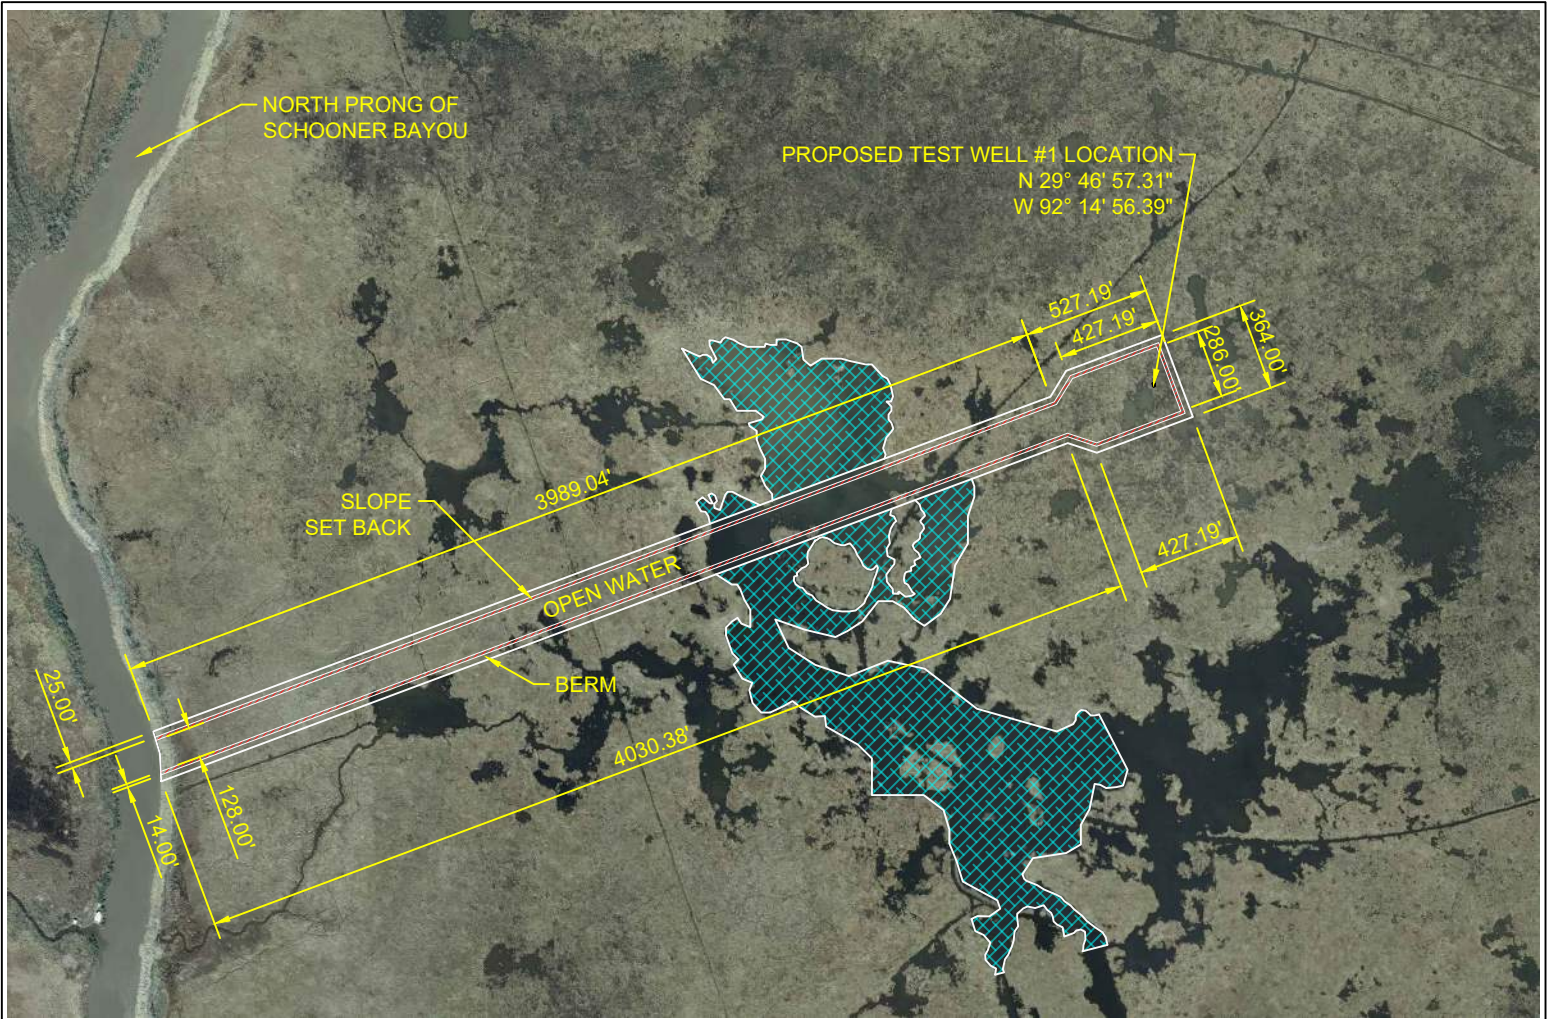 NORTH PRONG OF
SCHOONER BAYOU
PROPOSED TEST WELL #1 LOCATION
N 29° 46' 57.31"
W 92° 14' 56.39"
527.19'
427.19'
364.00'
286.00'
3989.04'
SLOPE
SET BACK
OPEN WATER
427.19'
BERM
25.00'
4030.38'
128.00'
14.00'